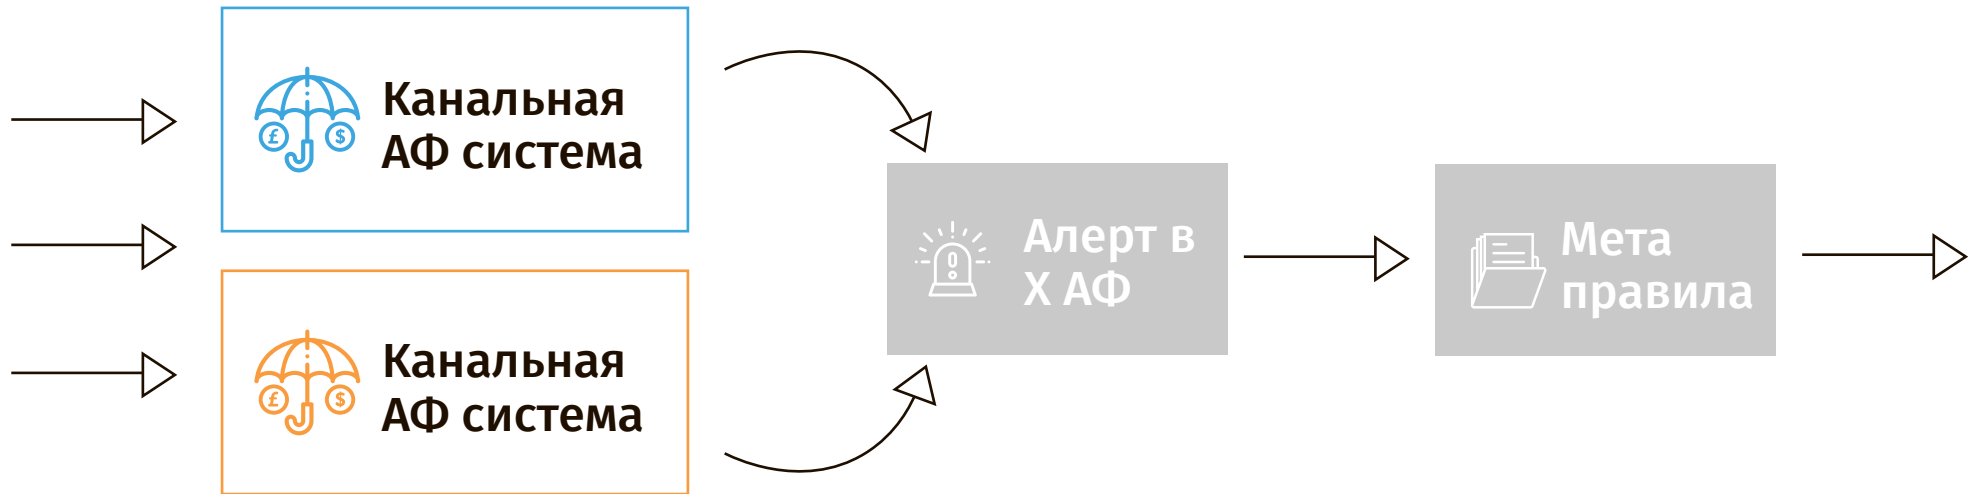 Канальная
АФ система
£ $
Алерт в
Х АФ
Мета
правила
Канальная
АФ система
£ $